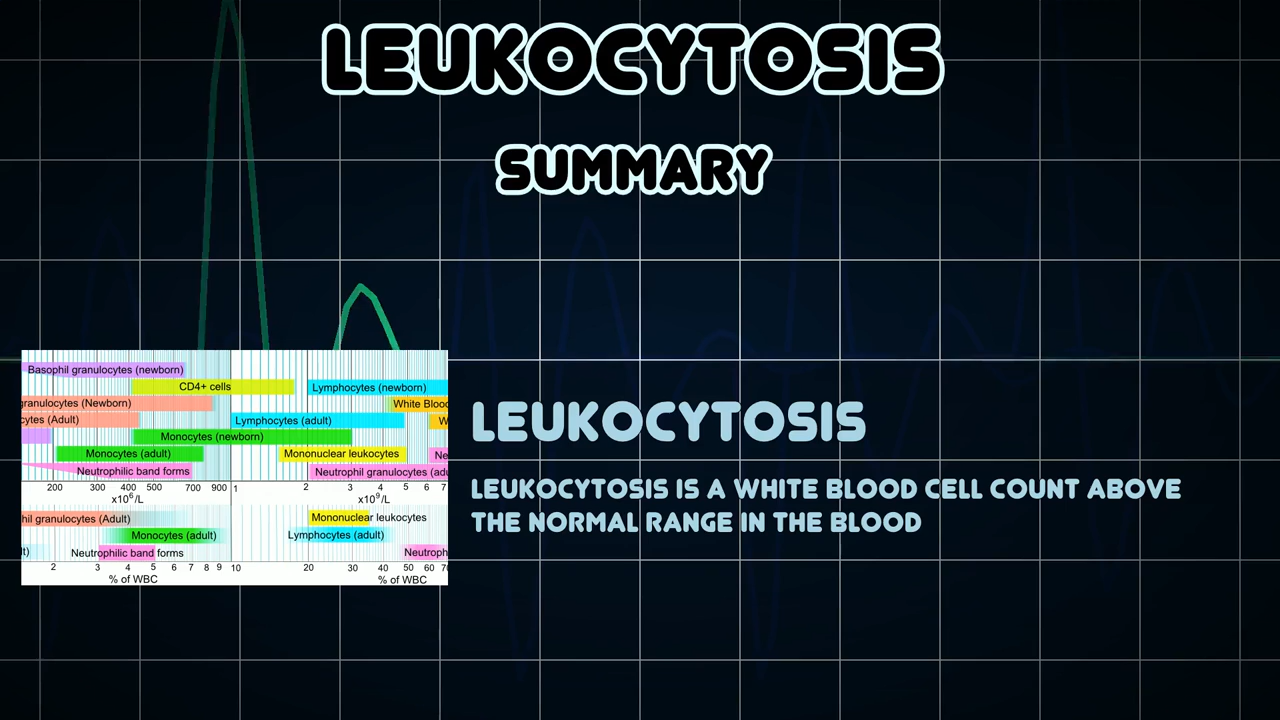 LEUKOCYTOSIS
SUMMARY
Basophil granulocytes (newborn)
CD4+ cells
Lymphocytes (newborn)
granulocytes (Newborn)
White Blood
cytes (Adult)
Lymphocytes (adult)
W
Monocytes (newborn)
Monocytes (adult)
Mononuclear leukocytes
Ne
Neutrophilic band forms
Neutrophil granulocytes (adu
200 300 400 500 700 900 1 2 3 4 5 6 7
x10⁶/L x10⁹/L
hil granulocytes (Adult)
Mononuclear leukocytes
Monocytes (adult)
Lymphocytes (adult)
lt)
Neutrophilic band forms
Neutroph
2 3 4 5 6 7 8 9 10 20 30 40 50 60 70
% of WBC % of WBC
LEUKOCYTOSIS
LEUKOCYTOSIS IS A WHITE BLOOD CELL COUNT ABOVE
THE NORMAL RANGE IN THE BLOOD